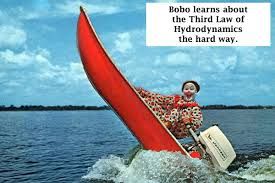 Bobo learns about
the Third Law of
Hydrodynamics
the hard way.